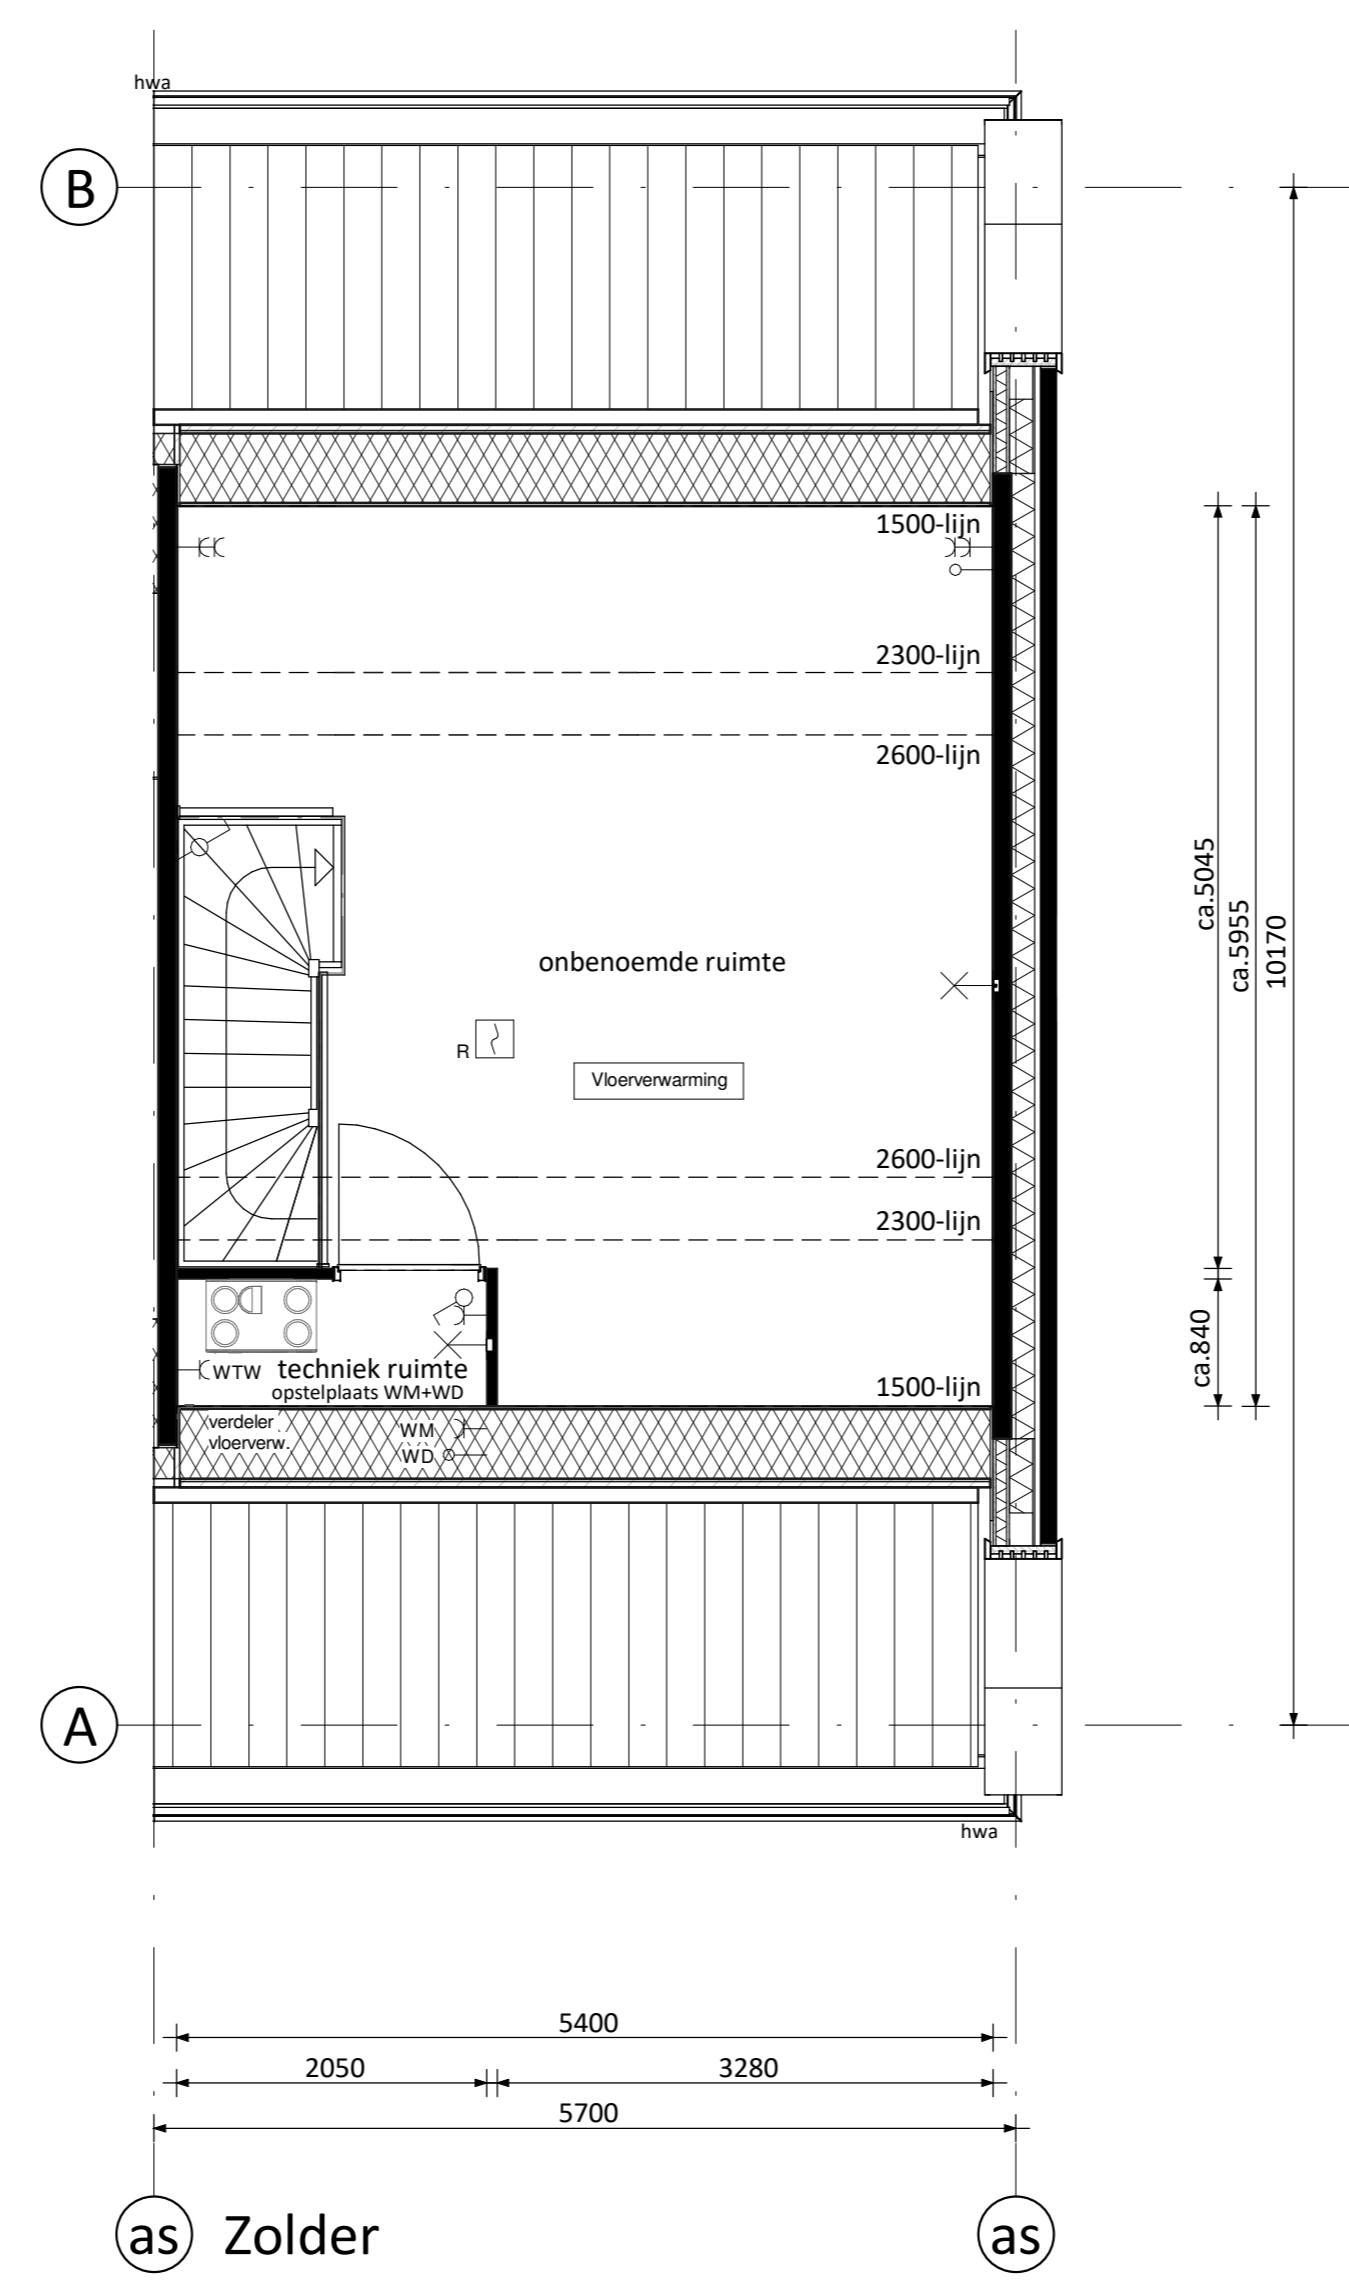 hwa
B
1500-lijn
2300-lijn
2600-lijn
ca.5045
ca.5955
10170
onbenoemde ruimte
R
Vloerverwarming
2600-lijn
2300-lijn
ca.840
WTW
techniek ruimte
opstelplaats WM+WD
1500-lijn
verdeler
vloerverw.
WM
WD
A
hwa
5400
2050
3280
5700
as
Zolder
as